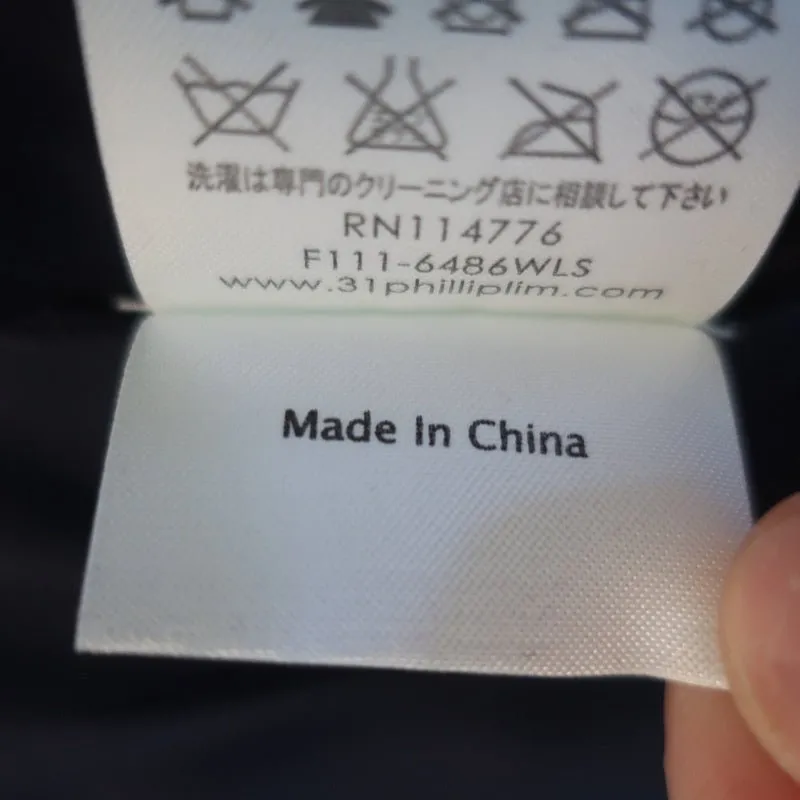 洗濯は専門のクリーニング店に相談して下さい
RN114776
F111-6486WLS
www.31philliplim.com
Made In China